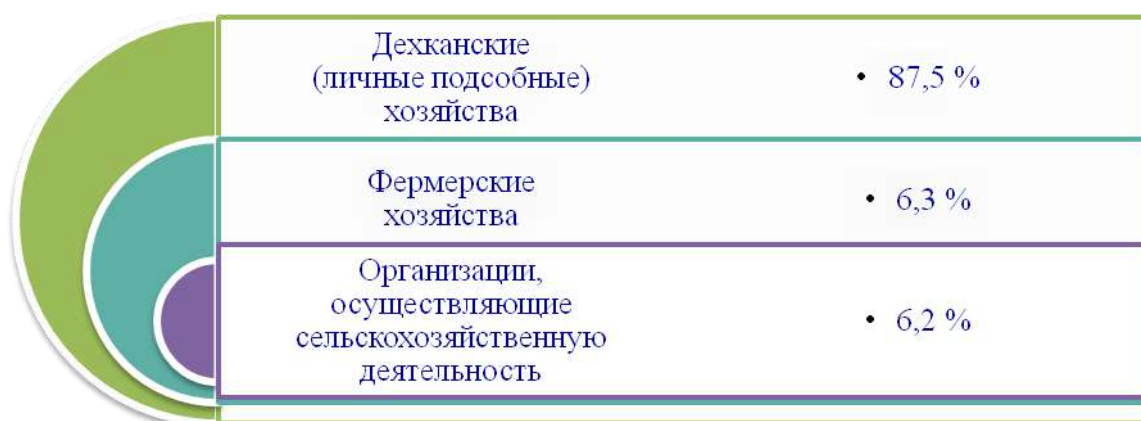 Дехканские
(личные подсобные)
хозяйства
• 87,5 %
Фермерские
хозяйства
• 6,3 %
Организации,
осуществляющие
сельскохозяйственную
деятельность
• 6,2 %